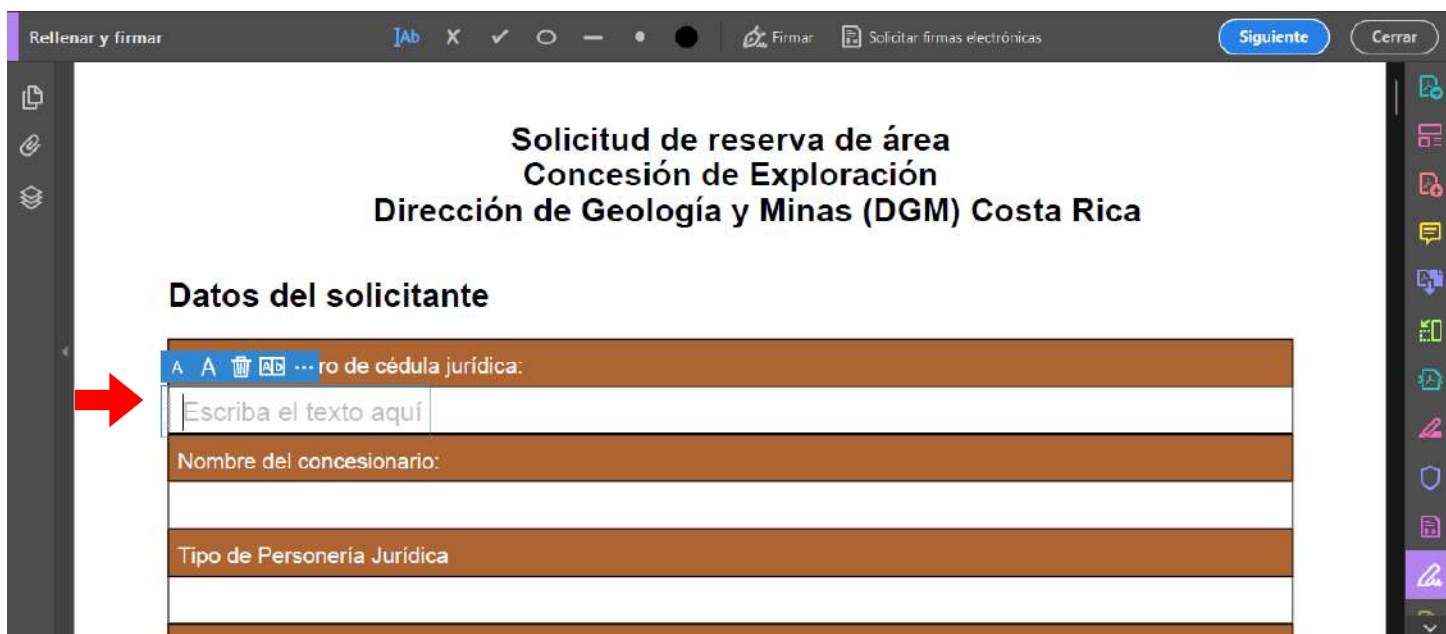 Rellenar y firmar
Ab
Firmar
Solicitar firmas electrónicas
Siguiente
Cerrar
Solicitud de reserva de área
Concesión de Exploración
Dirección de Geología y Minas (DGM) Costa Rica
Datos del solicitante
A A AB ... ro de cédula jurídica:
Escriba el texto aquí
Nombre del concesionario:
Tipo de Personería Jurídica